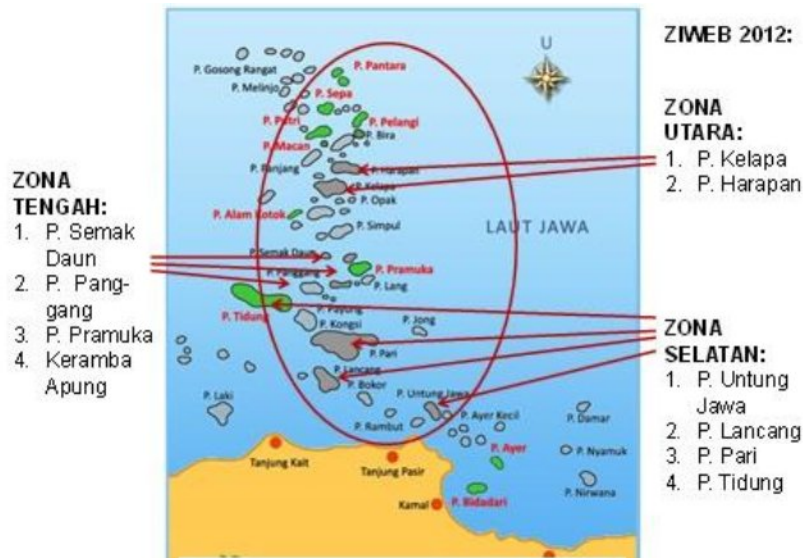 ZIWEB 2012:
ZONA
UTARA:
1. P. Kelapa
2. P. Harapan
ZONA
TENGAH:
1. P. Semak
Daun
2. P. Pang-
gang
3. P. Pramuka
4. Keramba
Apung
ZONA
SELATAN:
1. P. Untung
Jawa
2. P. Lancang
3. P. Pari
4. P. Tidung
U
P. Gosong Rangat
P. Pantara
P. Melinjo
P. Sepa
P. Putri
P. Pelangi
P. Bira
P. Macan
P. Panjang
P. Harapan
P. Kelapa
P. Opak
P. Alam Kotok
P. Simpul
LAUT JAWA
P. Semak Daun
P. Pramuka
P. Panggang
P. Lang
P. Tidung
P. Payung
P. Kongsi
P. Jong
P. Pari
P. Lancang
P. Bokor
P. Untung Jawa
P. Laki
P. Rambut
P. Ayer Kecil
P. Damar
P. Ayer
P. Nyamuk
Tanjung Kait
Tanjung Pasir
P. Nirwana
Kamal
P. Bidadari